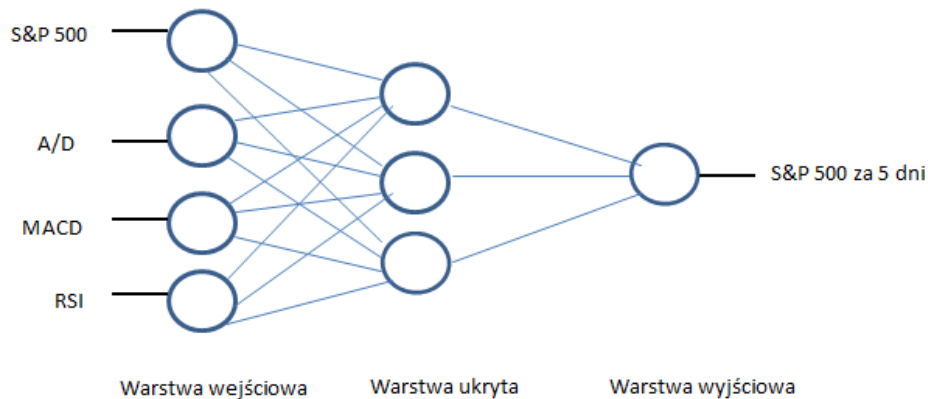 S&P 500
A/D
MACD
RSI
S&P 500 za 5 dni
Warstwa wejściowa
Warstwa ukryta
Warstwa wyjściowa